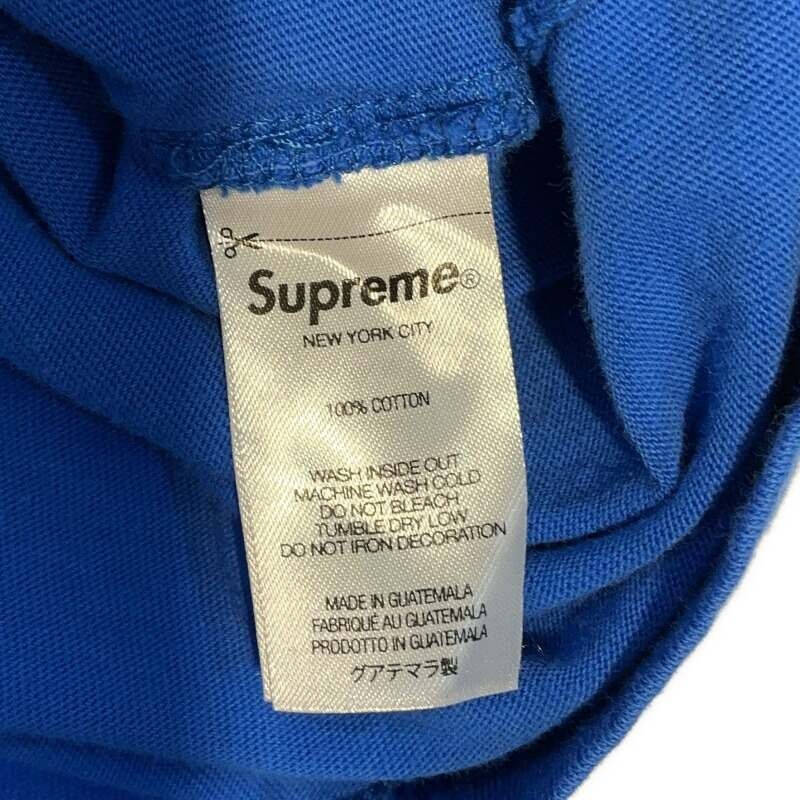 Supreme®
NEW YORK CITY
100% COTTON
WASH INSIDE OUT
MACHINE WASH COLD
DO NOT BLEACH
TUMBLE DRY LOW
DO NOT IRON DECORATION
MADE IN GUATEMALA
FABRIQUÉ AU GUATEMALA
PRODOTTO IN GUATEMALA
グアテマラ製